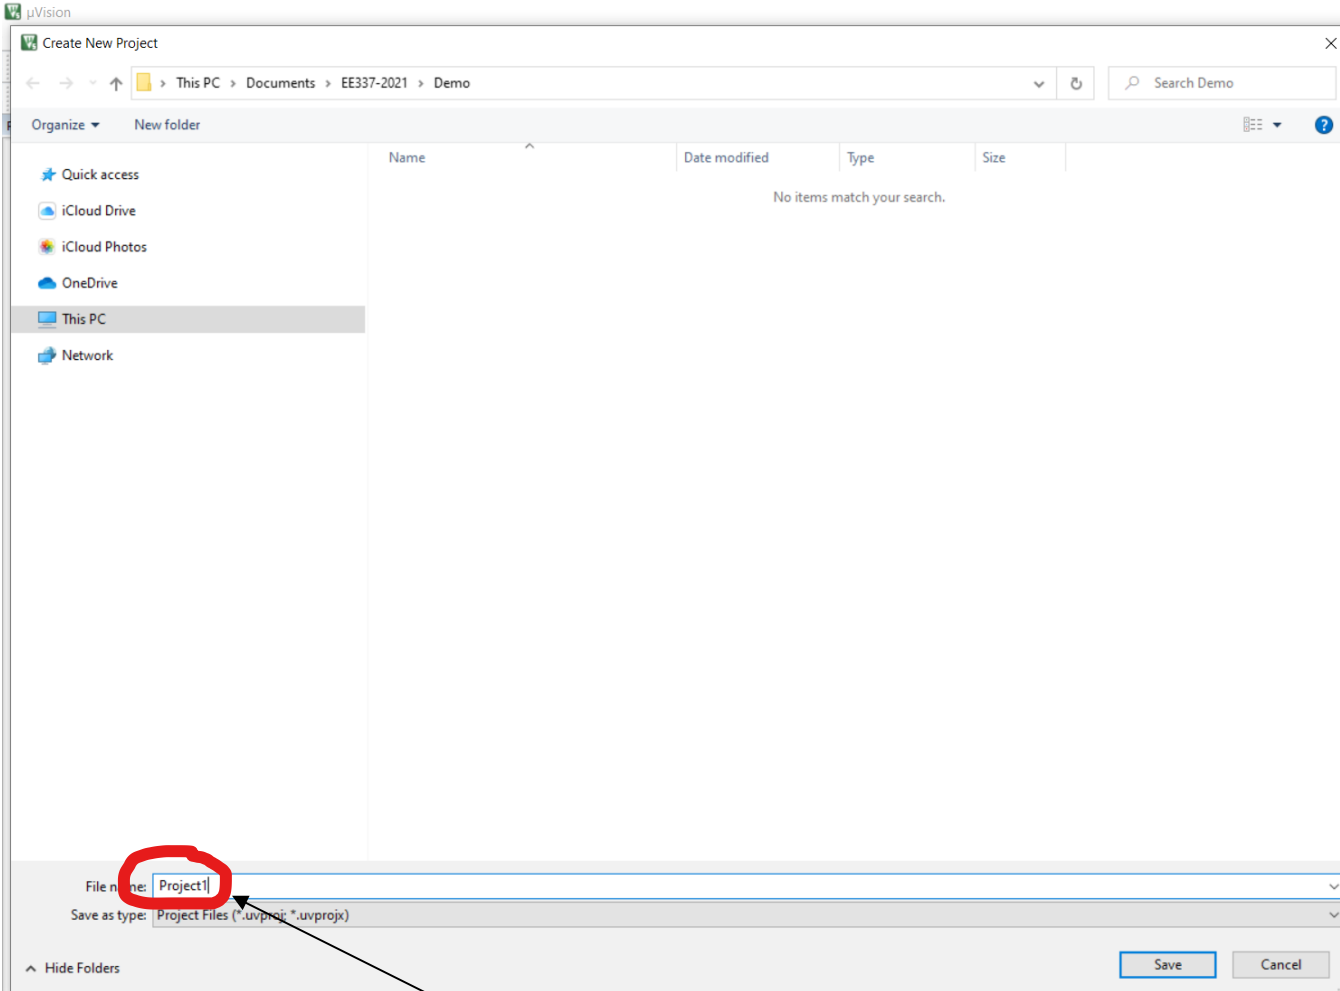 µVision
Create New Project
This PC > Documents > EE337-2021 > Demo
Search Demo
Organize
New folder
Name
Date modified
Type
Size
No items match your search.
Quick access
iCloud Drive
iCloud Photos
OneDrive
This PC
Network
File name: Project1
Save as type: Project Files (*.uvproj; *.uvprojx)
Hide Folders
Save
Cancel